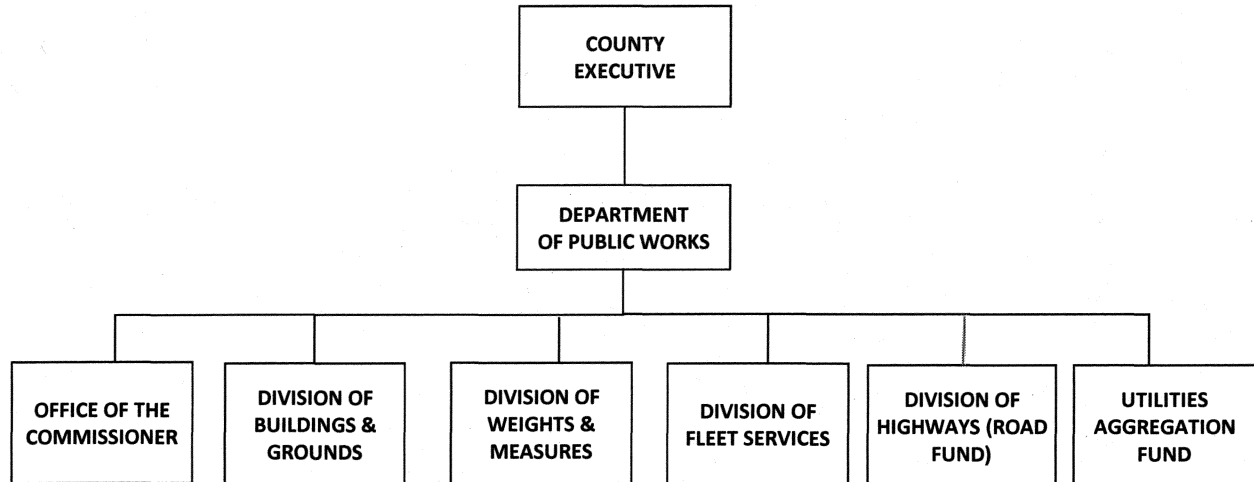 COUNTY
EXECUTIVE
DEPARTMENT
OF PUBLIC WORKS
OFFICE OF THE
COMMISSIONER
DIVISION OF
BUILDINGS &
GROUNDS
DIVISION OF
WEIGHTS &
MEASURES
DIVISION OF
FLEET SERVICES
DIVISION OF
HIGHWAYS (ROAD
FUND)
UTILITIES
AGGREGATION
FUND